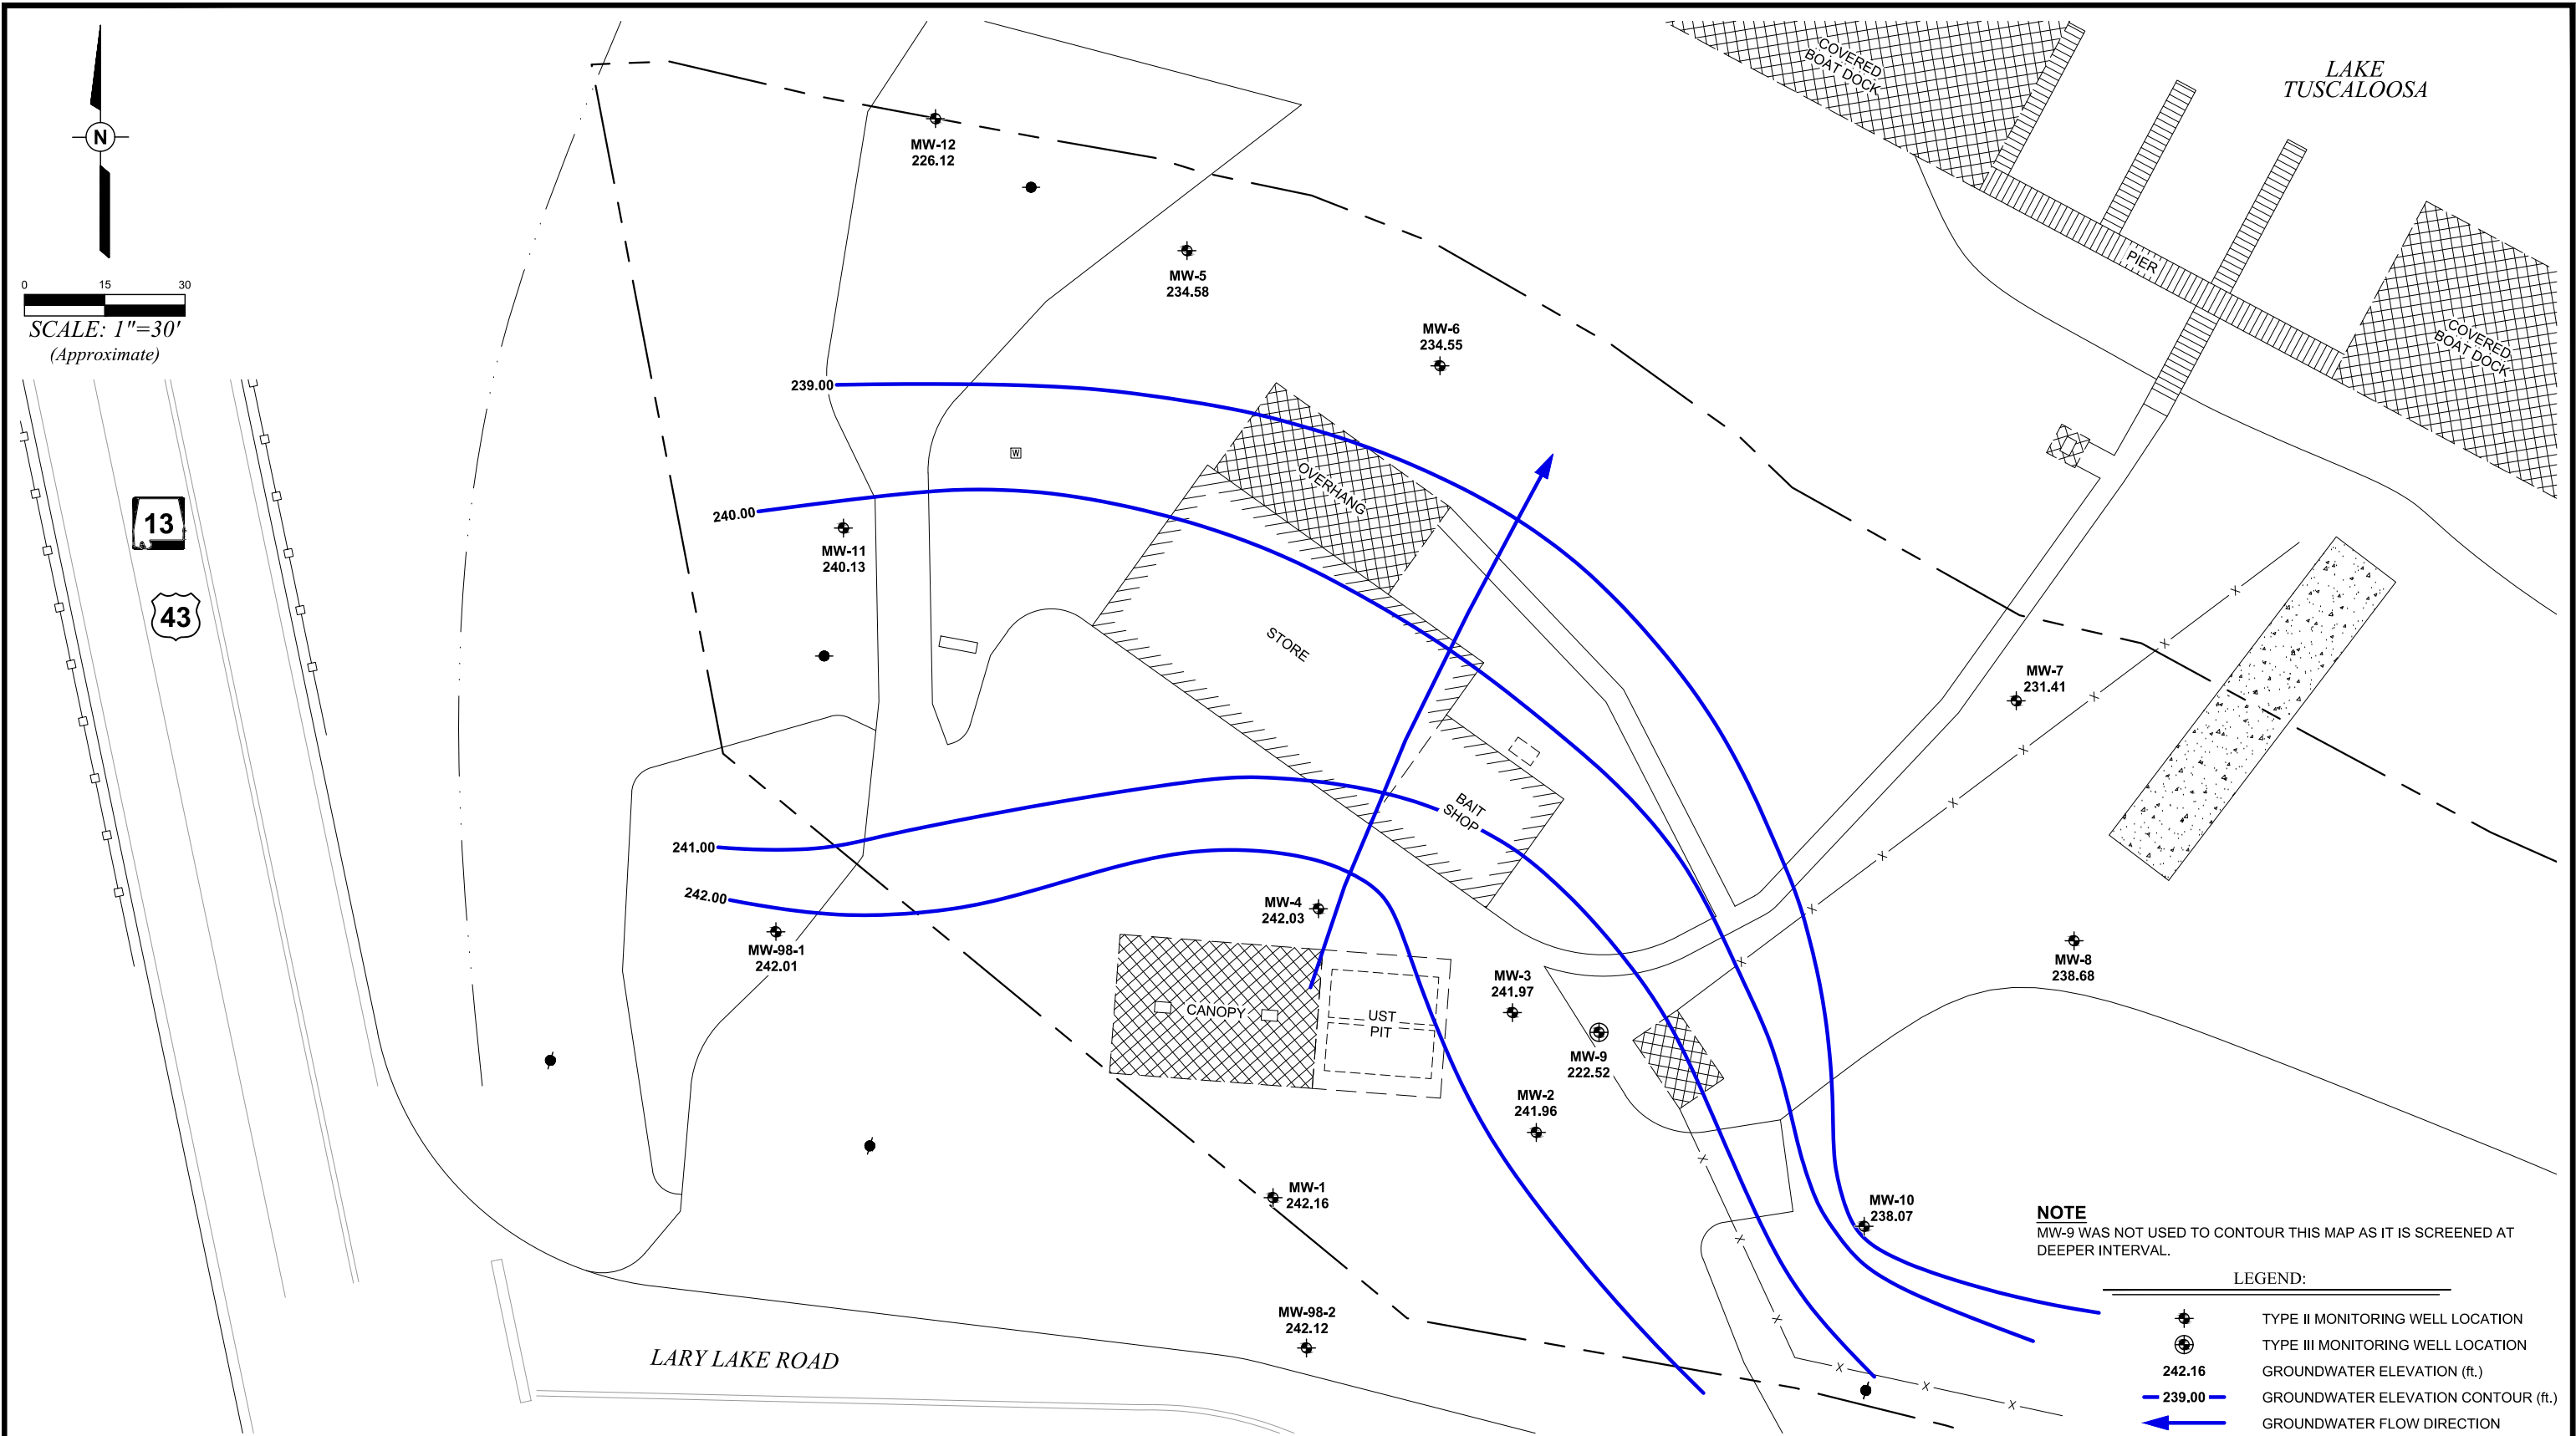 N
0 15 30
SCALE: 1"=30'
(Approximate)
13
43
MW-12
226.12
MW-5
234.58
MW-6
234.55
COVERED
BOAT DOCK
LAKE
TUSCALOOSA
PIER
COVERED
BOAT DOCK
239.00
W
OVERHANG
240.00
MW-11
240.13
STORE
MW-7
231.41
BAIT
SHOP
241.00
242.00
MW-98-1
242.01
MW-4
242.03
MW-8
238.68
CANOPY
UST
PIT
MW-3
241.97
MW-9
222.52
MW-2
241.96
MW-1
242.16
MW-10
238.07
MW-98-2
242.12
LARY LAKE ROAD
NOTE
MW-9 WAS NOT USED TO CONTOUR THIS MAP AS IT IS SCREENED AT
DEEPER INTERVAL.
LEGEND:
TYPE II MONITORING WELL LOCATION
TYPE III MONITORING WELL LOCATION
242.16 GROUNDWATER ELEVATION (ft.)
239.00 GROUNDWATER ELEVATION CONTOUR (ft.)
GROUNDWATER FLOW DIRECTION